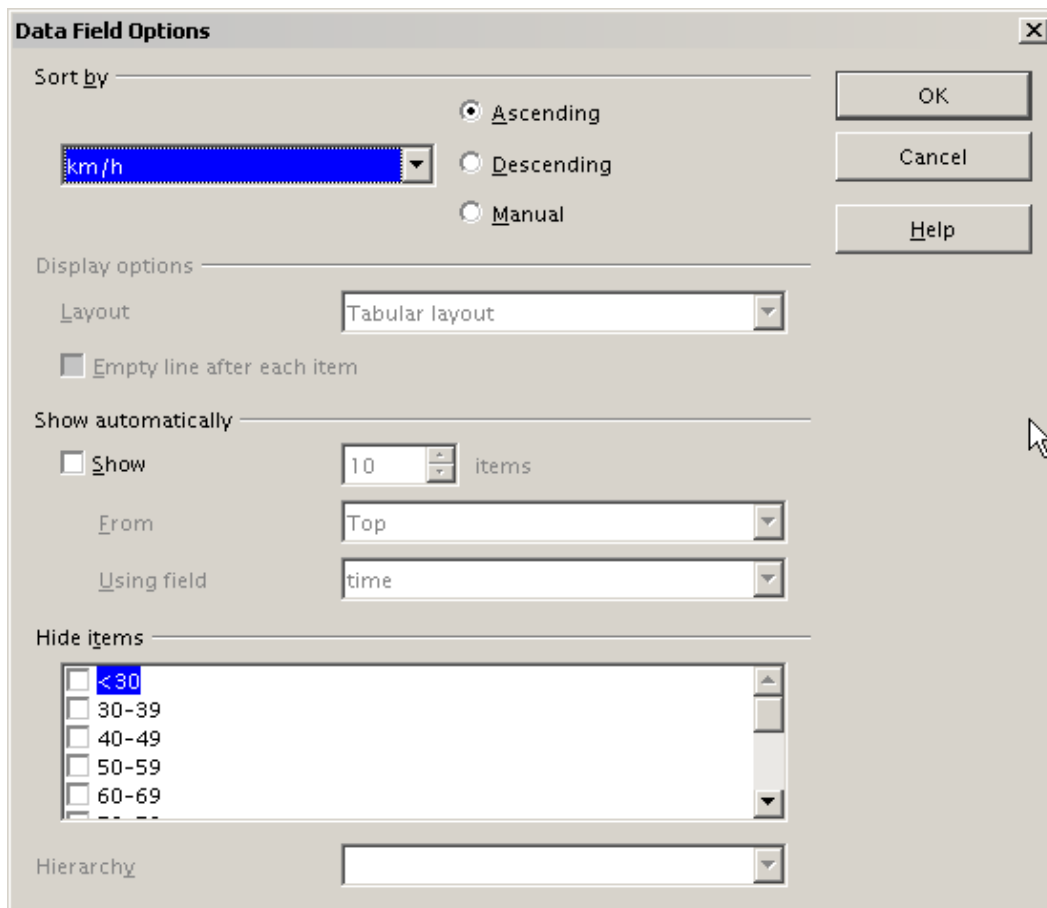 Data Field Options
Sort by
Ascending
OK
km/h
Descending
Cancel
Manual
Help
Display options
Layout
Tabular layout
Empty line after each item
Show automatically
Show
10
items
From
Top
Using field
time
Hide items
<30
30-39
40-49
50-59
60-69
Hierarchy